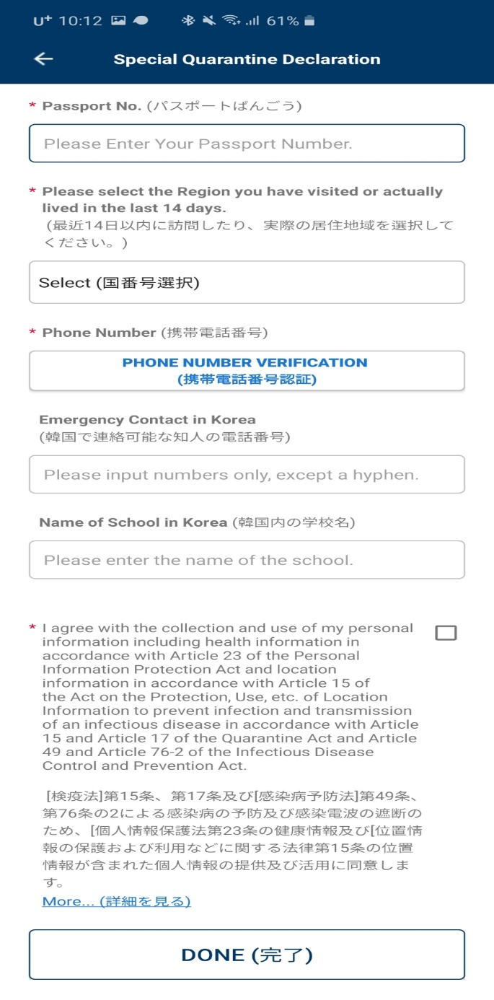 U+ 10:12 61%
Special Quarantine Declaration
* Passport No. (パスポートばんごう)
Please Enter Your Passport Number.
* Please select the Region you have visited or actually
lived in the last 14 days.
(最近14日以内に訪問したり、実際の居住地域を選択して
ください。)
Select (国番号選択)
* Phone Number (携帯電話番号)
PHONE NUMBER VERIFICATION
(携帯電話番号認証)
Emergency Contact in Korea
(韓国で連絡可能な知人の電話番号)
Please input numbers only, except a hyphen.
Name of School in Korea (韓国内の学校名)
Please enter the name of the school.
* I agree with the collection and use of my personal
information including health information in
accordance with Article 23 of the Personal
Information Protection Act and location
information in accordance with Article 15 of
the Act on the Protection, Use, etc. of Location
Information to prevent infection and transmission
of an infectious disease in accordance with Article
15 and Article 17 of the Quarantine Act and Article
49 and Article 76-2 of the Infectious Disease
Control and Prevention Act.
[検疫法]第15条、第17条及び[感染病予防法]第49条、
第76条の2による感染病の予防及び感染電波の遮断の
ため、[個人情報保護法第23条の健康情報及び[位置情
報の保護および利用などに関する法律第15条の位置
情報が含まれた個人情報の提供及び活用に同意しま
す。
More... (詳細を見る)
DONE (完了)